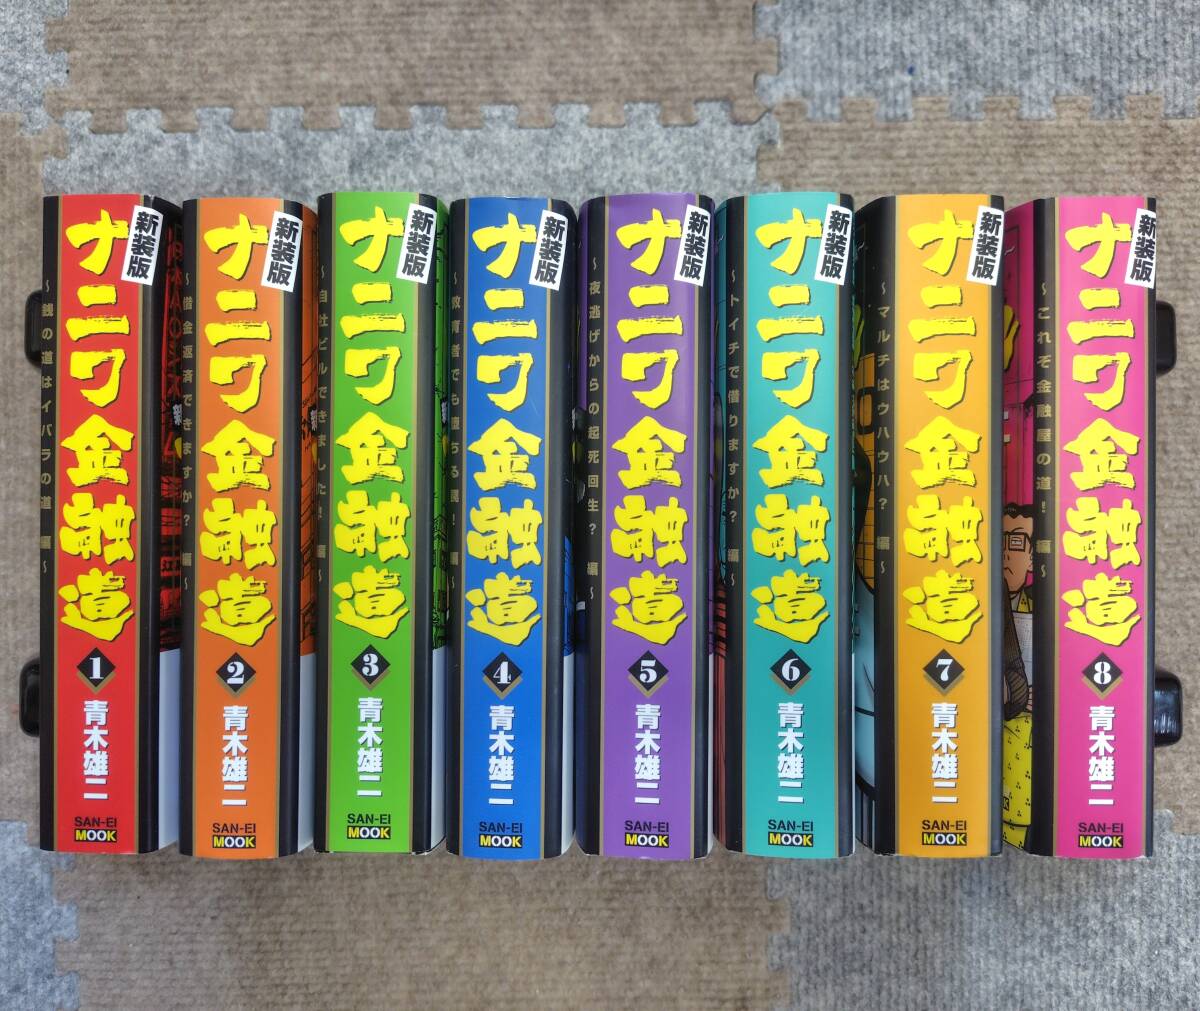 新装版
ナニワ金融道
～銭の道はイバラの道 編～
1
青木雄二
SAN-EI
MOOK
新装版
ナニワ金融道
～借金返済できますか? 編～
2
青木雄二
SAN-EI
MOOK
新装版
ナニワ金融道
～自社ビルできました! 編～
3
青木雄二
SAN-EI
MOOK
新装版
ナニワ金融道
～教育者でも堕ちる罠! 編～
4
青木雄二
SAN-EI
MOOK
新装版
ナニワ金融道
～夜逃げからの起死回生? 編～
5
青木雄二
SAN-EI
MOOK
新装版
ナニワ金融道
～トイチで借りますか? 編～
6
青木雄二
SAN-EI
MOOK
新装版
ナニワ金融道
～マルチはウハウハ? 編～
7
青木雄二
SAN-EI
MOOK
新装版
ナニワ金融道
～これぞ金融屋の道! 編～
8
青木雄二
SAN-EI
MOOK